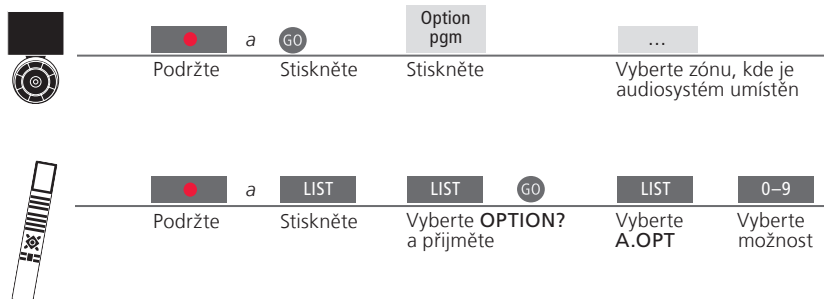 Option
pgm
a GO …
Podržte Stiskněte Stiskněte Vyberte zónu, kde je
audiosystém umístěn
a LIST LIST GO LIST 0–9
Podržte Stiskněte Vyberte OPTION? Vyberte Vyberte
a přijměte A.OPT možnost